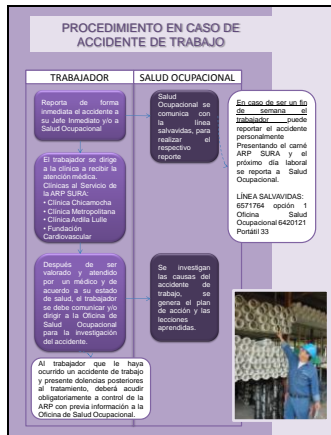 PROCEDIMIENTO EN CASO DE
ACCIDENTE DE TRABAJO
TRABAJADOR
SALUD OCUPACIONAL
Reporta de forma
inmediata el accidente a
su Jefe Inmediato y/o a
Salud Ocupacional
Salud
Ocupacional se
comunica con
la línea
salvavidas, para
realizar el
respectivo
reporte
En caso de ser un fin
de semana el
trabajador puede
reportar el accidente
personalmente
Presentando el carné
ARP SURA y el
próximo día laboral
se reporta a Salud
Ocupacional.
LÍNEA SALVAVIDAS:
6571764 opción 1
Oficina Salud
Ocupacional 6420121
Portátil 33
El trabajador se dirige
a la clínica a recibir la
atención médica.
Clínicas al Servicio de
la ARP SURA:
• Clínica Chicamocha
• Clínica Metropolitana
• Clínica Ardila Lulle
• Fundación
Cardiovascular
Después de ser
valorado y atendido
por un médico y de
acuerdo a su estado
de salud, el trabajador
se debe comunicar y/o
dirigir a la Oficina de
Salud Ocupacional
para la investigación
del accidente.
Se investigan
las causas del
accidente de
trabajo, se
genera el plan
de acción y las
lecciones
aprendidas.
Al trabajador que le haya
ocurrido un accidente de trabajo
y presente dolencias posteriores
al tratamiento, deberá acudir
obligatoriamente a control de la
ARP con previa información a la
Oficina de Salud Ocupacional.